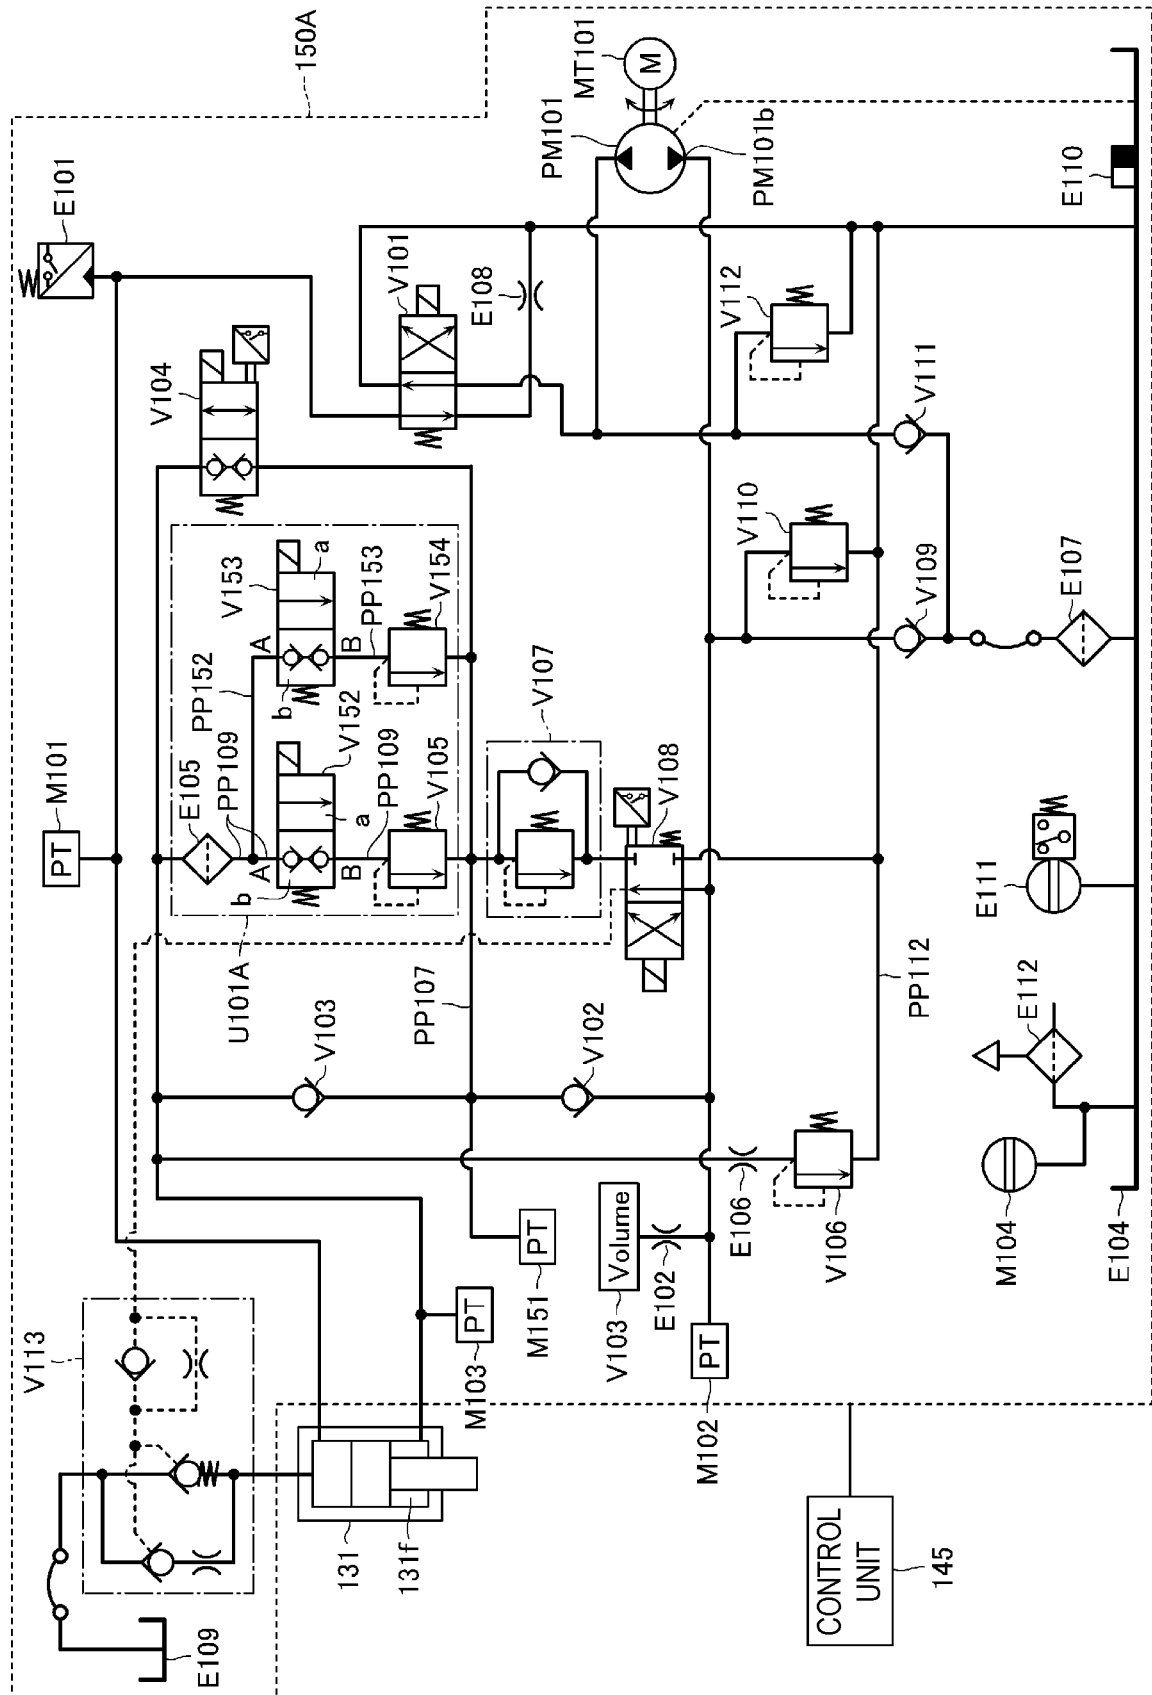 150A
E101
M101
PT
V104
V101
E108
PM101
MT101
M
PM101b
E110
V112
V111
V110
V109
E107
V153
a
A
b
B
PP153
V154
PP152
E105
PP109
A
b
V152
a
B
PP109
V105
V107
V108
U101A
PP107
V103
V102
PP112
E111
E112
M104
E104
E106
V106
Volume
V103
E102
PT
M102
PT
M151
PT
M103
V113
131
131f
E109
CONTROL
UNIT
145